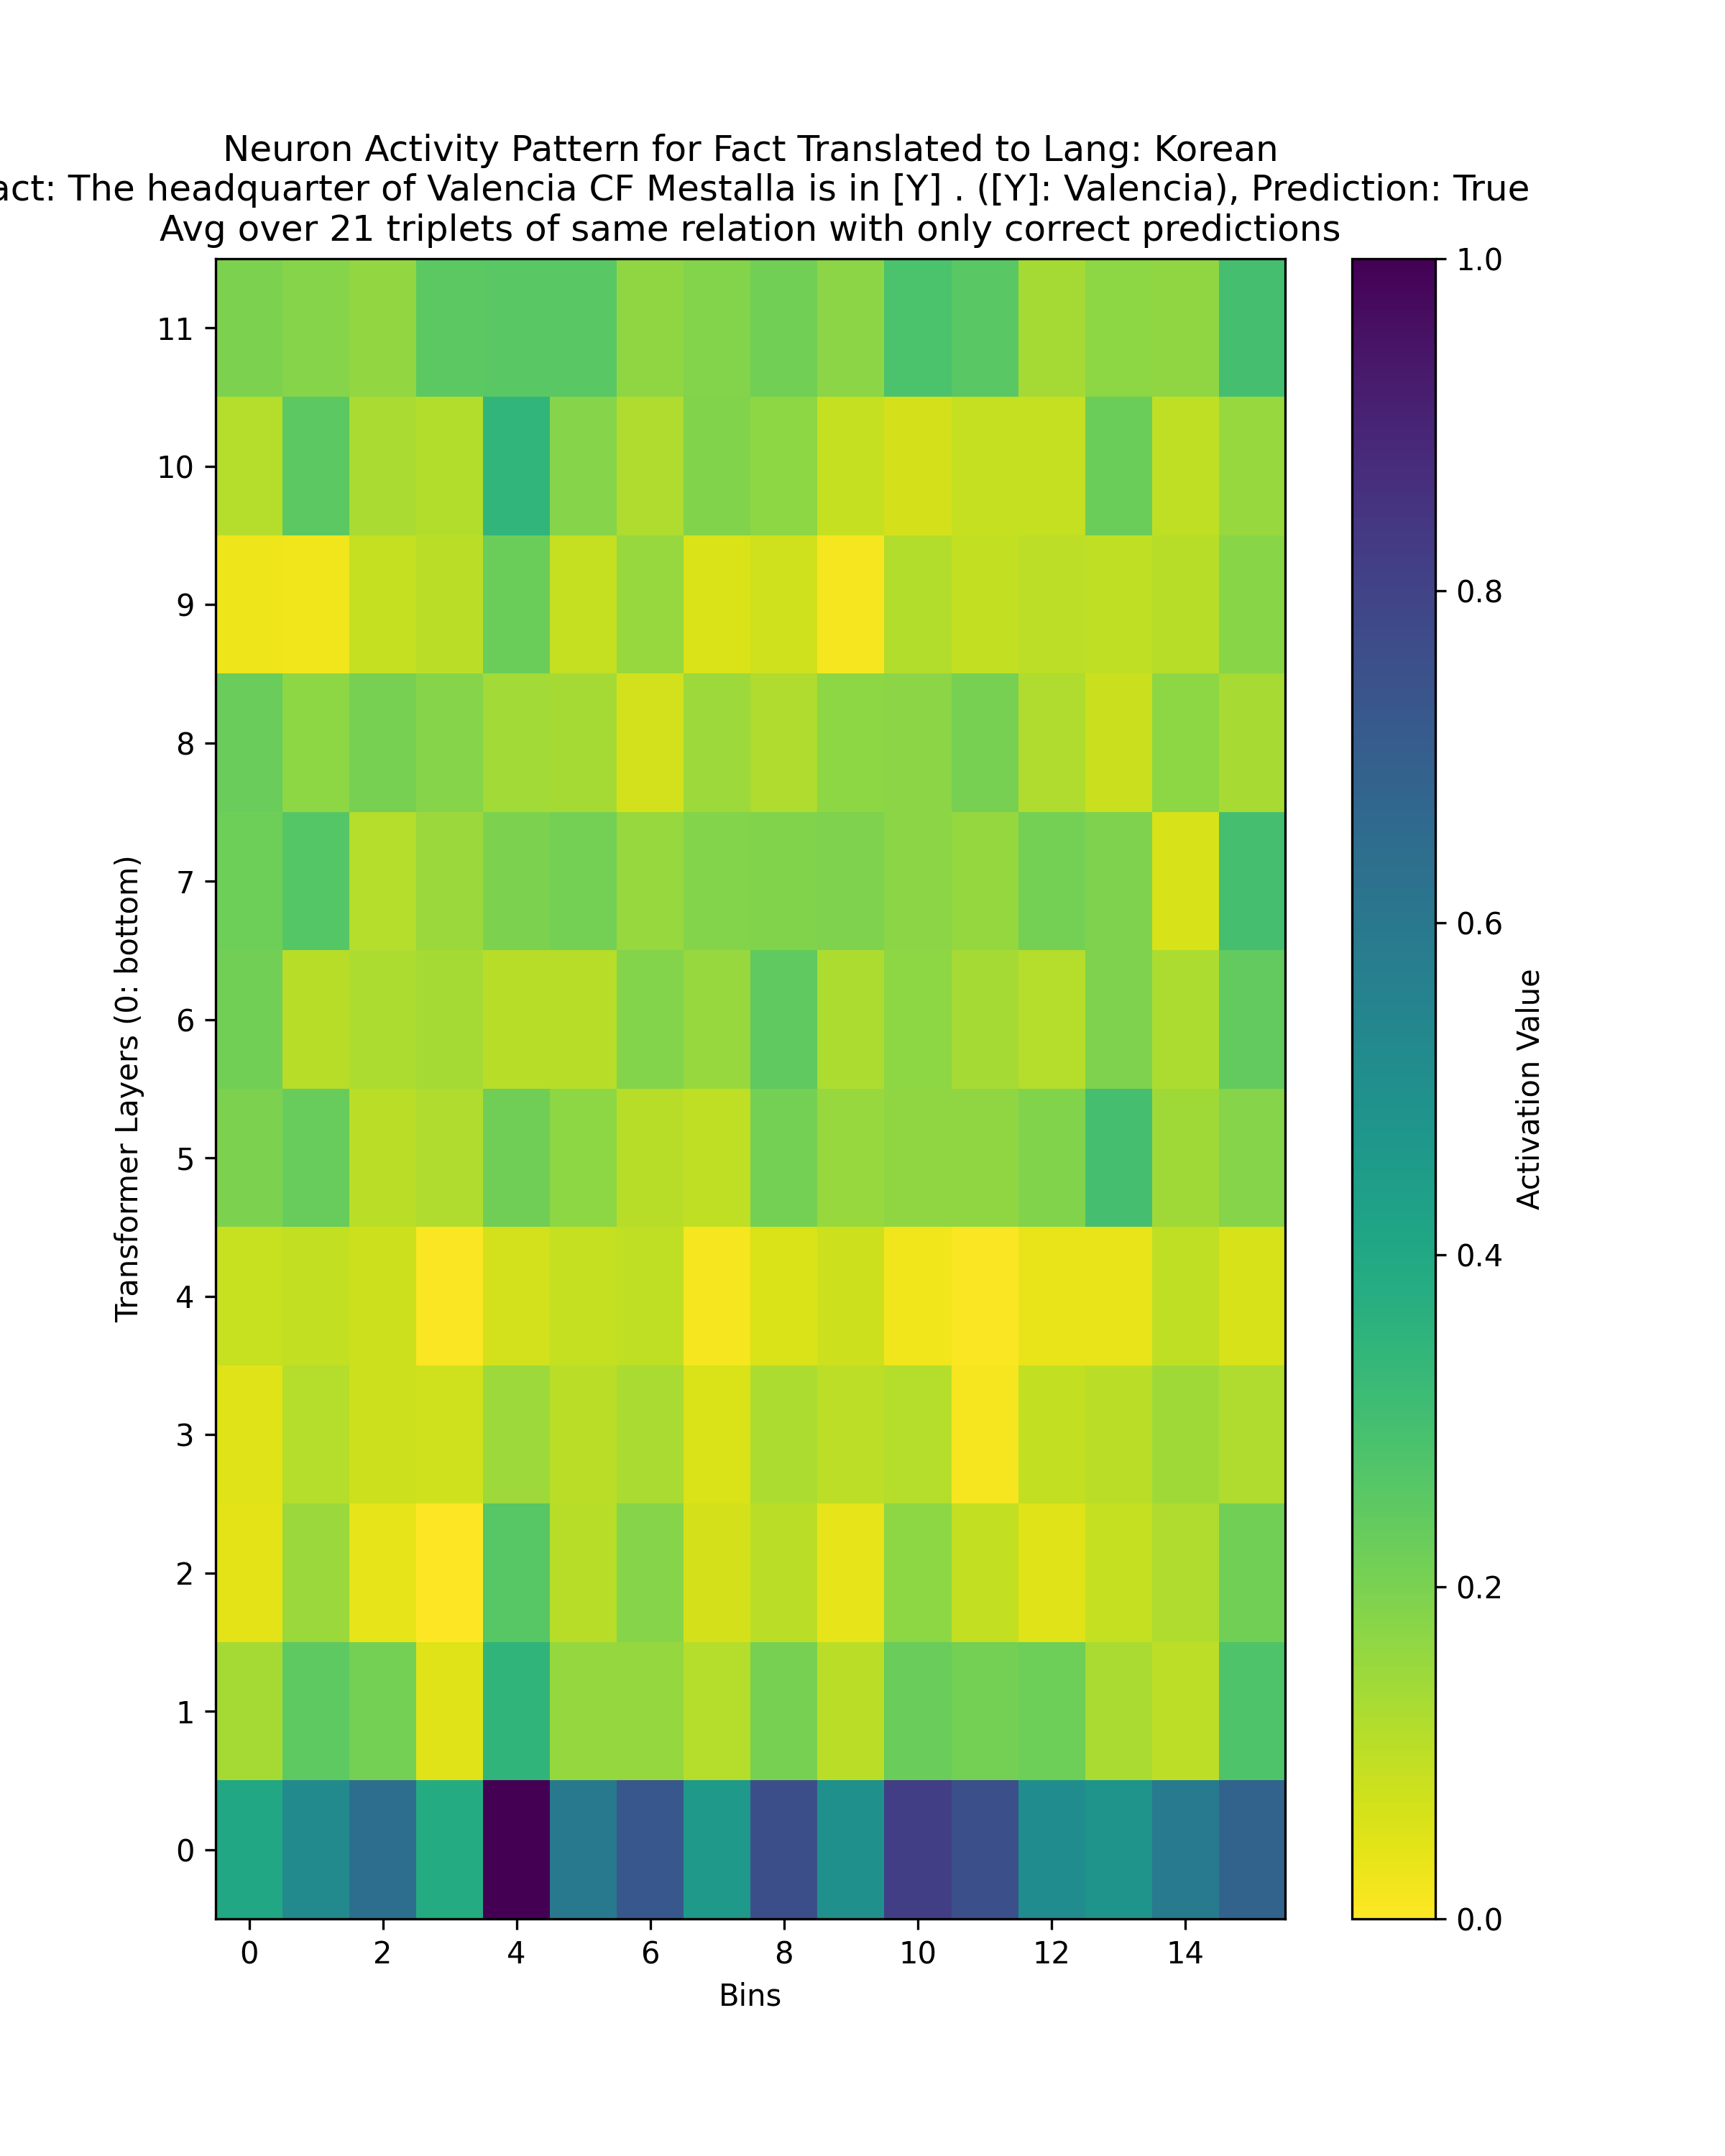 Neuron Activity Pattern for Fact Translated to Lang: Korean
act: The headquarter of Valencia CF Mestalla is in [Y] . ([Y]: Valencia), Prediction: True
Avg over 21 triplets of same relation with only correct predictions
11
10
9
8
7
6
5
4
3
2
1
0
Transformer Layers (0: bottom)
0 2 4 6 8 10 12 14
Bins
1.0
0.8
0.6
0.4
0.2
0.0
Activation Value